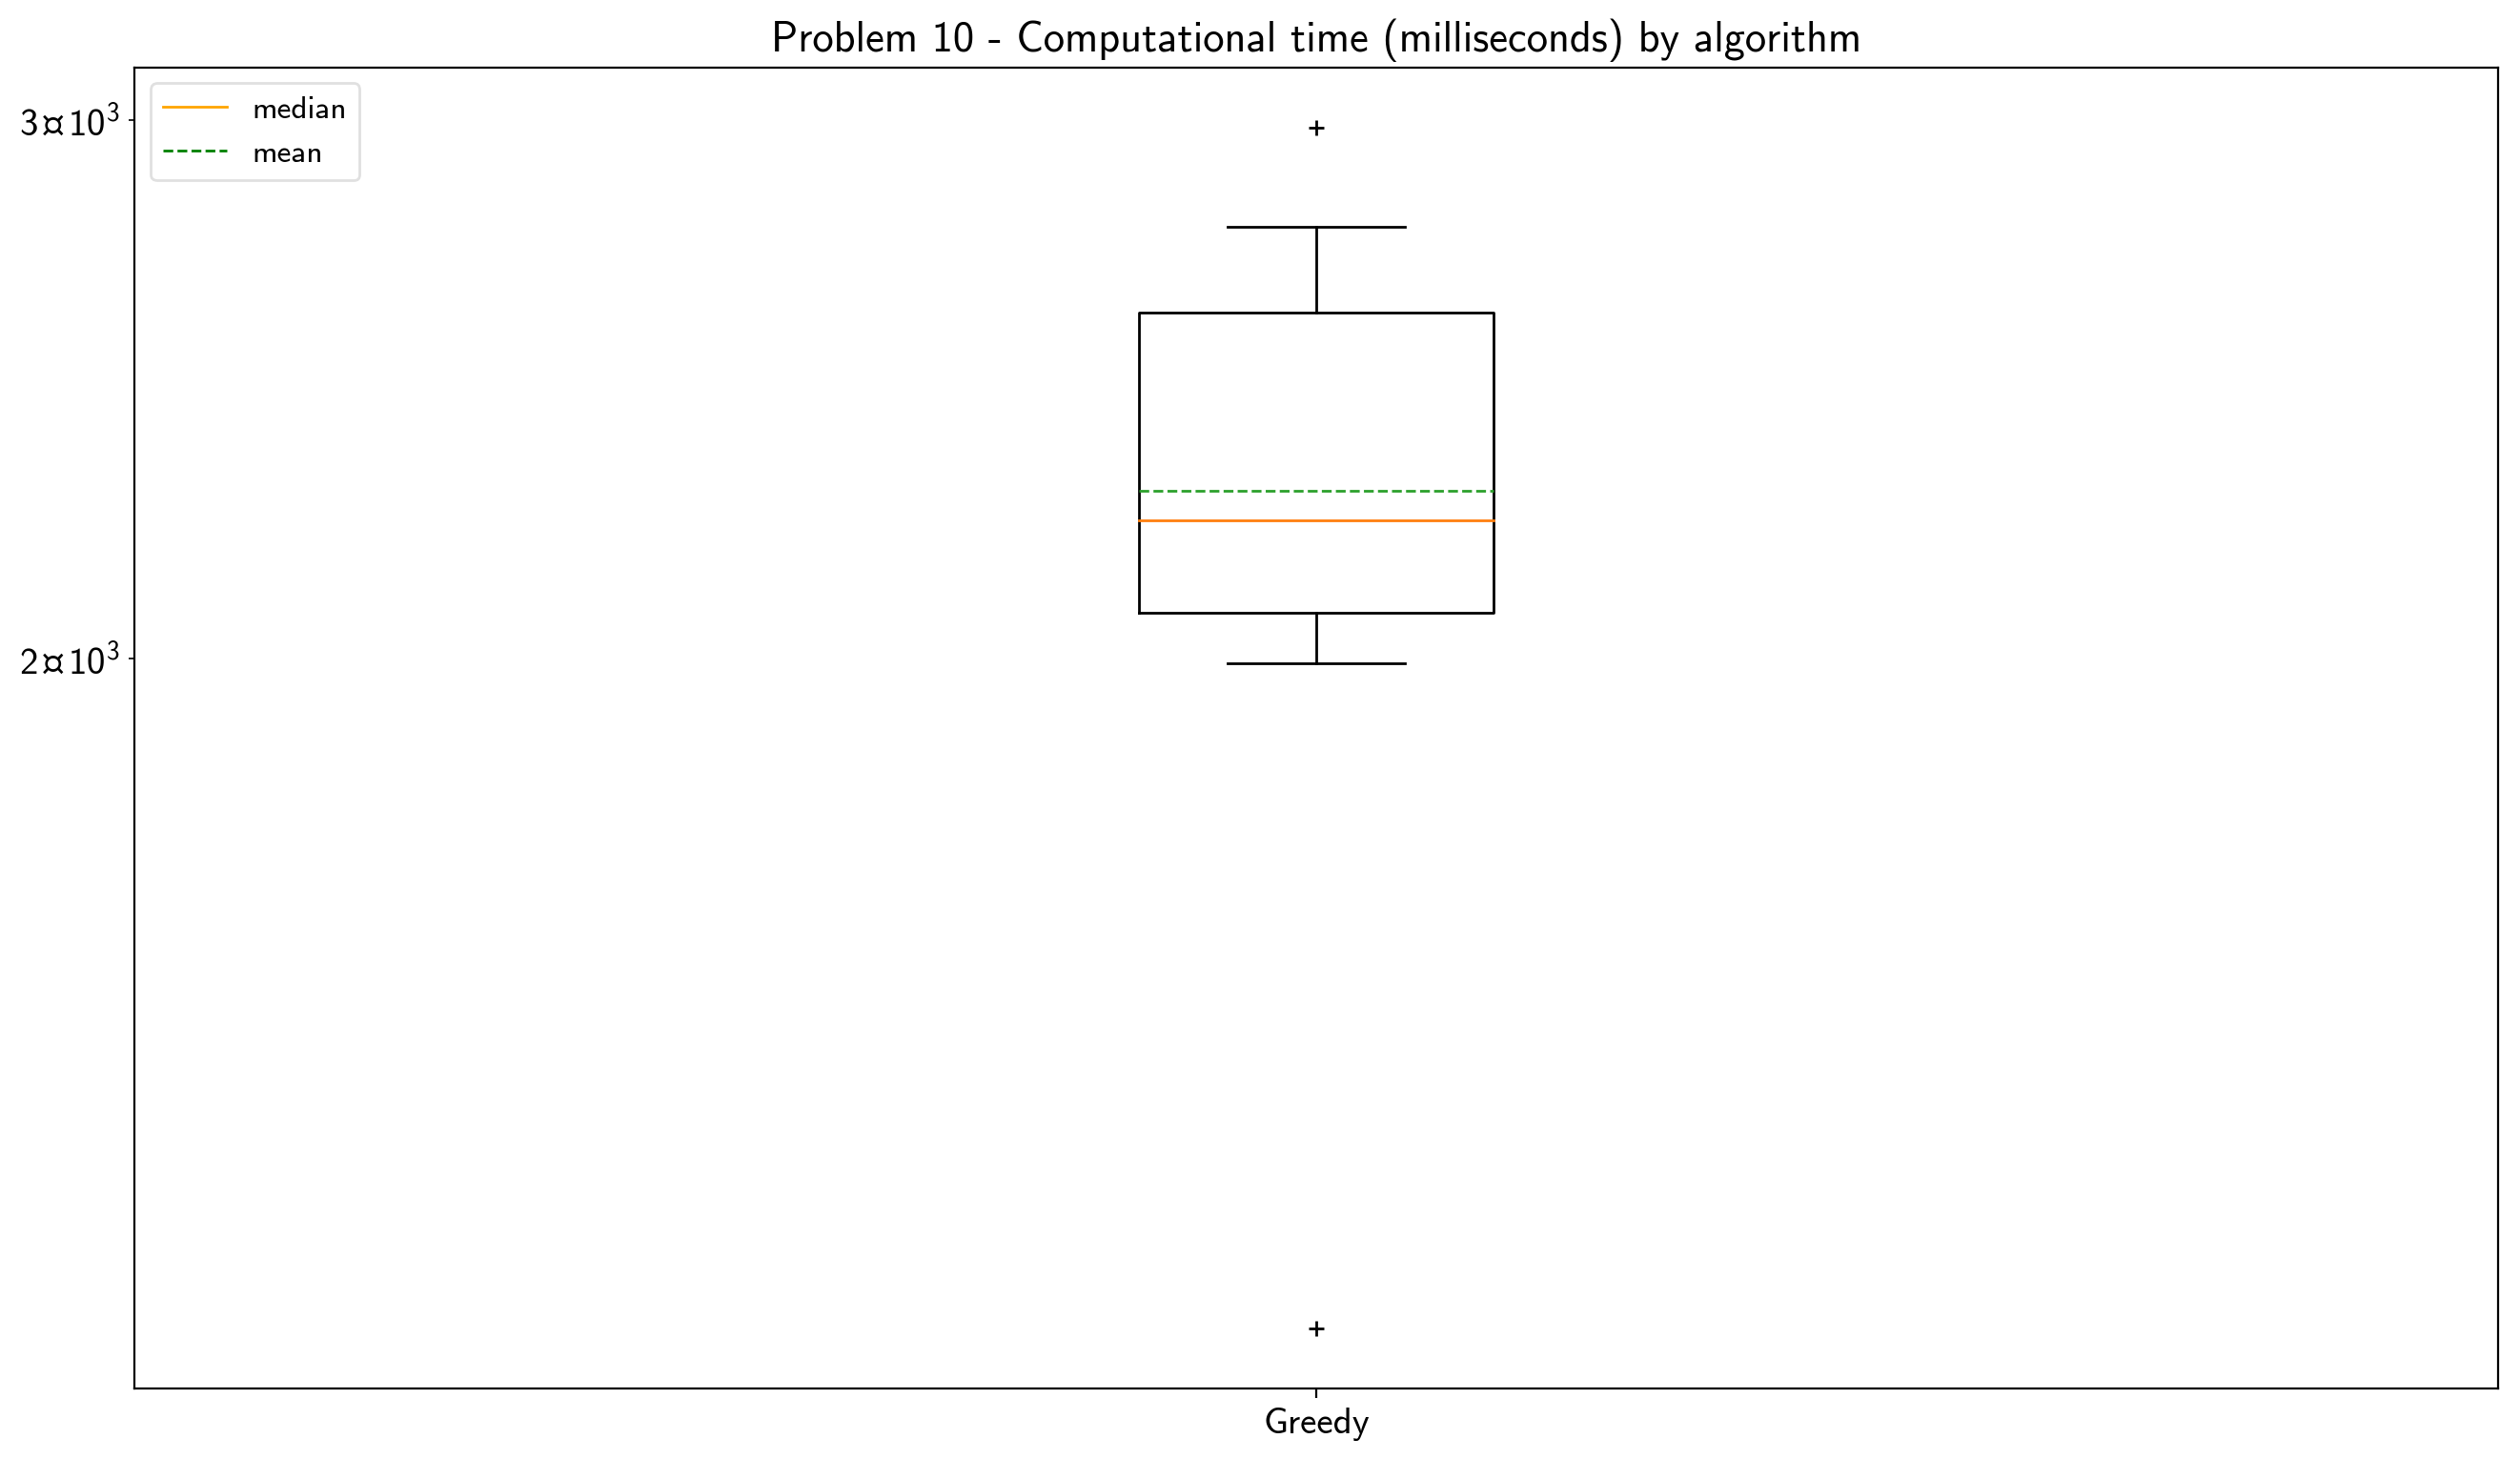 Problem 10 - Computational time (milliseconds) by algorithm
median
mean
3¤10³
2¤10³
Greedy